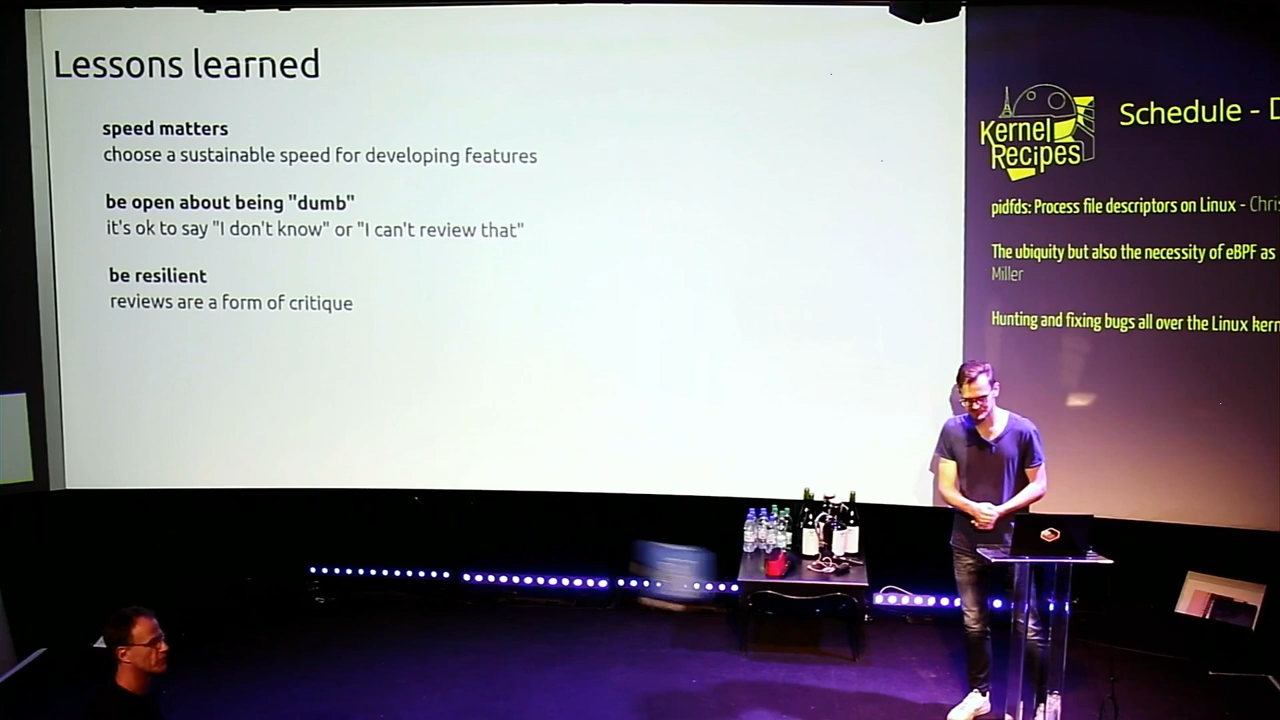 Lessons learned
speed matters
choose a sustainable speed for developing features
be open about being "dumb"
it's ok to say "I don't know" or "I can't review that"
be resilient
reviews are a form of critique
Kernel
Recipes
Schedule -
pidfds: Process file descriptors on Linux -
The ubiquity but also the necessity of eBPF as
Miller
Hunting and fixing bugs all over the Linux